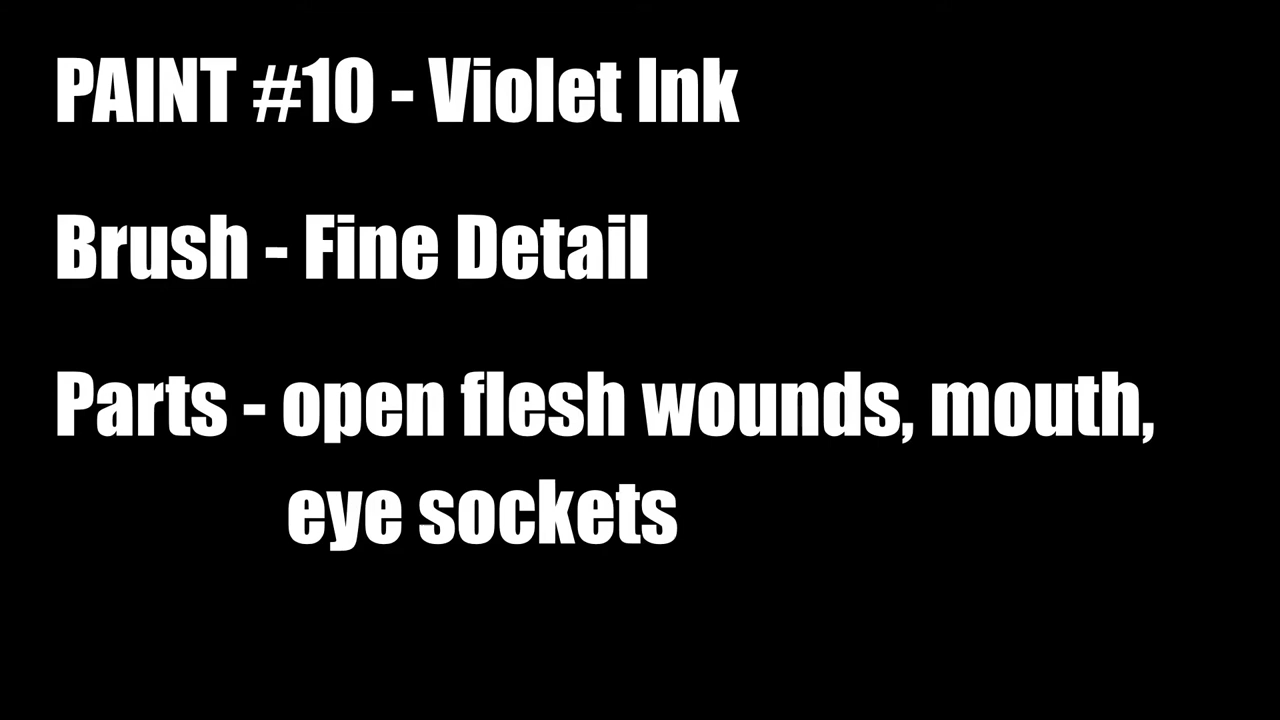 PAINT #10 - Violet Ink
Brush - Fine Detail
Parts - open flesh wounds, mouth,
eye sockets